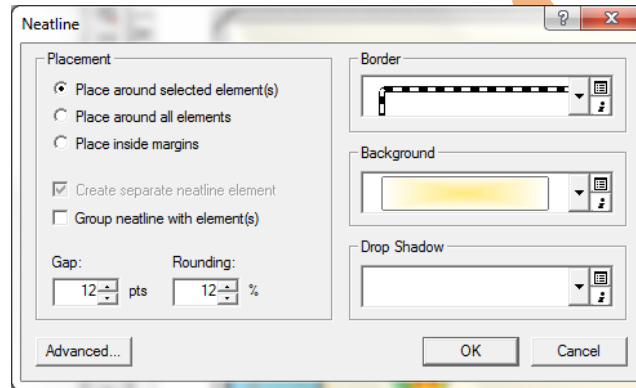 Neatline
Placement
Place around selected element(s)
Place around all elements
Place inside margins
Create separate neatline element
Group neatline with element(s)
Gap:
Rounding:
12 pts
12 %
Border
Background
Drop Shadow
Advanced...
OK
Cancel